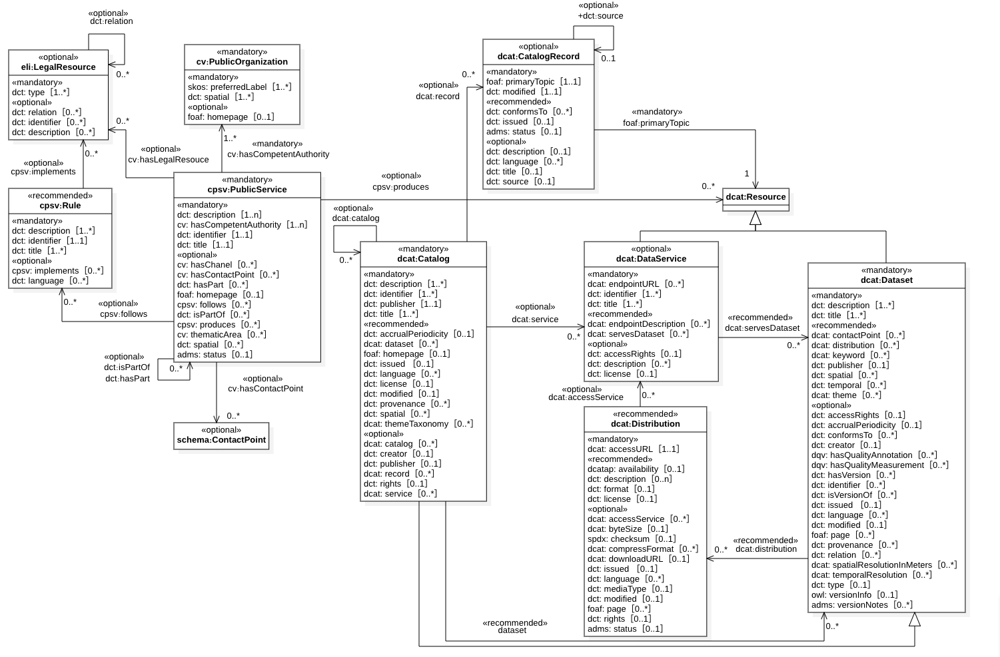 «optional»
dct:relation
«optional»
eli:LegalResource
«mandatory»
dct: type [1..*]
«optional»
dct: relation [0..*]
dct: identifier [0..*]
dct: description [0..*]
0..*
0..*
0..*
«mandatory»
cv:PublicOrganization
«mandatory»
skos: preferredLabel [1..*]
dct: spatial [1..*]
«optional»
foaf: homepage [0..1]
1..*
«mandatory»
cv:hasCompetentAuthority
«optional»
cv:hasLegalResouce
«optional»
cpsv:implements
«recommended»
cpsv:Rule
«mandatory»
dct: description [1..*]
dct: identifier [1..1]
dct: title [1..*]
«optional»
cpsv: implements [0..*]
dct: language [0..*]
0..*
«optional»
cpsv:follows
«mandatory»
cpsv:PublicService
«mandatory»
dct: description [1..n]
cv: hasCompetentAuthority [1..n]
dct: identifier [1..1]
dct: title [1..1]
«optional»
cv: hasChanel [0..*]
cv: hasContactPoint [0..*]
dct: hasPart [0..*]
foaf: homepage [0..1]
cpsv: follows [0..*]
dct: isPartOf [0..*]
cpsv: produces [0..*]
cv: thematicArea [0..*]
dct: spatial [0..*]
adms: status [0..1]
«optional»
dct:isPartOf
dct:hasPart
0..*
«optional»
cv:hasContactPoint
0..*
«optional»
schema:ContactPoint
«optional»
+dct:source
0..1
«optional»
dcat:CatalogRecord
«mandatory»
foaf: primaryTopic [1..1]
dct: modified [1..1]
«recommended»
dct: conformsTo [0..*]
dct: issued [0..1]
adms: status [0..1]
«optional»
dct: description [0..1]
dct: language [0..*]
dct: title [0..1]
dct: source [0..1]
0..*
«optional»
dcat:record
«mandatory»
foaf:primaryTopic
1
«optional»
cpsv:produces
0..*
dcat:Resource
«optional»
dcat:catalog
0..*
«mandatory»
dcat:Catalog
«mandatory»
dct: description [1..*]
dct: identifier [1..*]
dct: publisher [1..1]
dct: title [1..*]
«recommended»
dct: accrualPeriodicity [0..1]
dcat: dataset [0..*]
foaf: homepage [0..1]
dct: issued [0..1]
dct: language [0..*]
dct: license [0..1]
dct: modified [0..1]
dct: provenance [0..*]
dct: spatial [0..*]
dcat: themeTaxonomy [0..*]
«optional»
dcat: catalog [0..*]
dct: creator [0..1]
dct: publisher [0..1]
dcat: record [0..*]
dct: rights [0..1]
dcat: service [0..*]
«optional»
dcat:service
0..*
«optional»
dcat:DataService
«mandatory»
dcat: endpointURL [0..*]
dct: identifier [1..*]
dct: title [1..*]
«recommended»
dcat: endpointDescription [0..*]
dcat: servesDataset [0..*]
«optional»
dct: accessRights [0..1]
dct: description [0..*]
dct: license [0..1]
«recommended»
dcat:servesDataset
0..*
«optional»
dcat:accessService
0..*
«recommended»
dcat:Distribution
«mandatory»
dcat: accessURL [1..1]
«recommended»
dcatap: availability [0..1]
dct: description [0..n]
dct: format [0..1]
dct: license [0..1]
«optional»
dcat: accessService [0..*]
dcat: byteSize [0..1]
spdx: checksum [0..1]
dcat: compressFormat [0..*]
dcat: downloadURL [0..1]
dct: issued [0..1]
dct: language [0..*]
dct: mediaType [0..1]
dct: modified [0..1]
foaf: page [0..*]
dct: rights [0..1]
adms: status [0..1]
«mandatory»
dcat:Dataset
«mandatory»
dct: description [1..*]
dct: title [1..*]
«recommended»
dcat: contactPoint [0..*]
dcat: distribution [0..*]
dcat: keyword [0..*]
dct: publisher [0..1]
dct: spatial [0..*]
dct: temporal [0..*]
dcat: theme [0..*]
«optional»
dct: accessRights [0..1]
dct: accrualPeriodicity [0..1]
dct: conformsTo [0..*]
dct: creator [0..1]
dqv: hasQualityAnnotation [0..*]
dqv: hasQualityMeasurement [0..*]
dct: hasVersion [0..*]
dct: identifier [0..*]
dct: isVersionOf [0..*]
dct: issued [0..1]
dct: language [0..*]
dct: modified [0..1]
foaf: page [0..*]
dct: provenance [0..*]
dct: relation [0..*]
dcat: spatialResolutionInMeters [0..*]
dcat: temporalResolution [0..*]
dct: type [0..1]
owl: versionInfo [0..1]
adms: versionNotes [0..*]
«recommended»
dcat:distribution
0..*
«recommended»
dataset
0..*